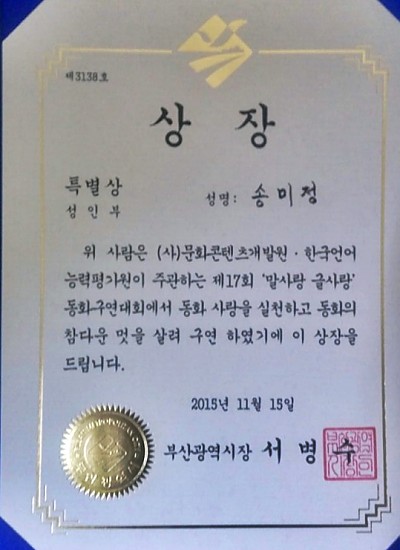 제3138호
상 장
특별상
성인부
성명: 송미정
위 사람은 (사)문화콘텐츠개발원·한국언어
능력평가원이 주관하는 제17회 '말사랑 글사랑'
동화구연대회에서 동화 사랑을 실천하고 동화의
참다운 멋을 살려 구연 하였기에 이 상장을
드립니다.
2015년 11월 15일
부산광역시장 서 병 수